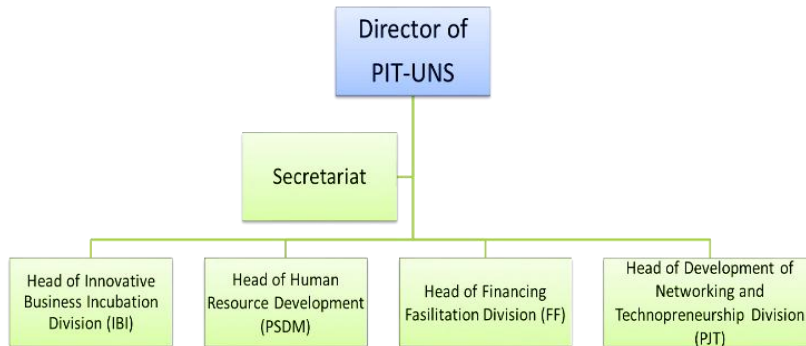 Director of
PIT-UNS
Secretariat
Head of Innovative
Business Incubation
Division (IBI)
Head of Human
Resource Development
(PSDM)
Head of Financing
Fasilitation Division (FF)
Head of Development of
Networking and
Technopreneurship Division
(PJT)